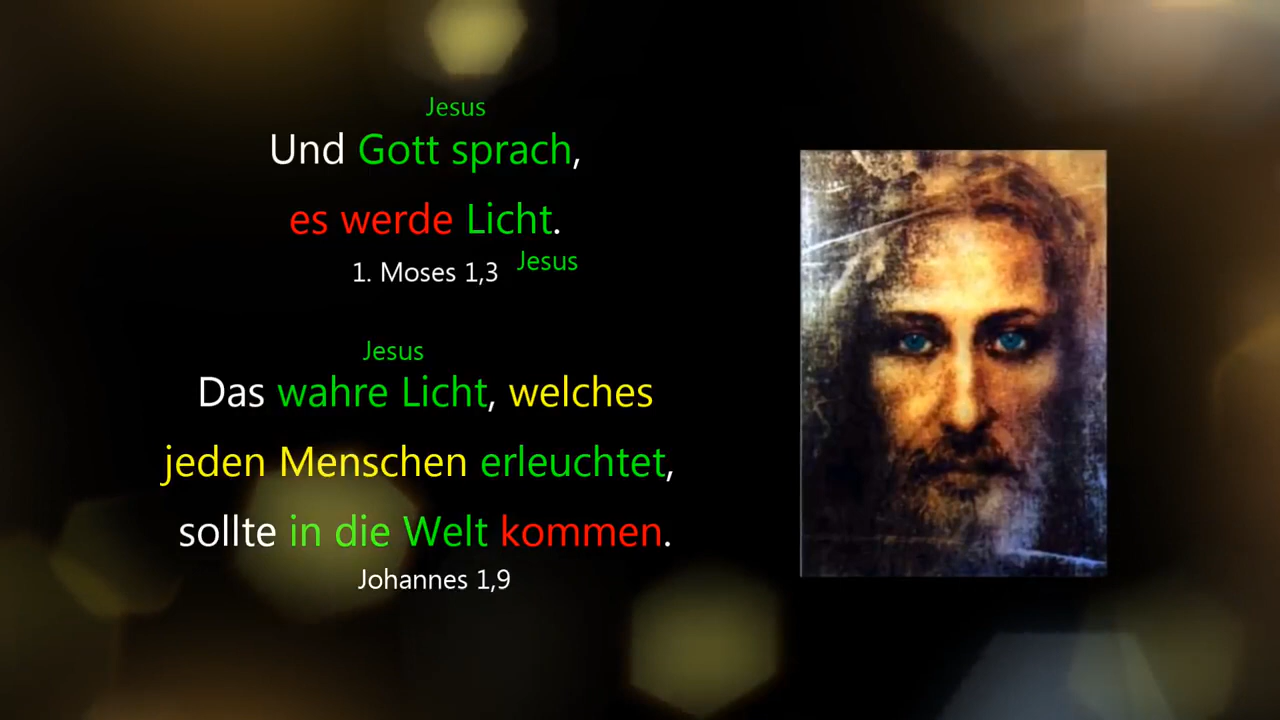 Jesus
Und Gott sprach,
es werde Licht.
1. Moses 1,3 Jesus
Jesus
Das wahre Licht, welches
jeden Menschen erleuchtet,
sollte in die Welt kommen.
Johannes 1,9